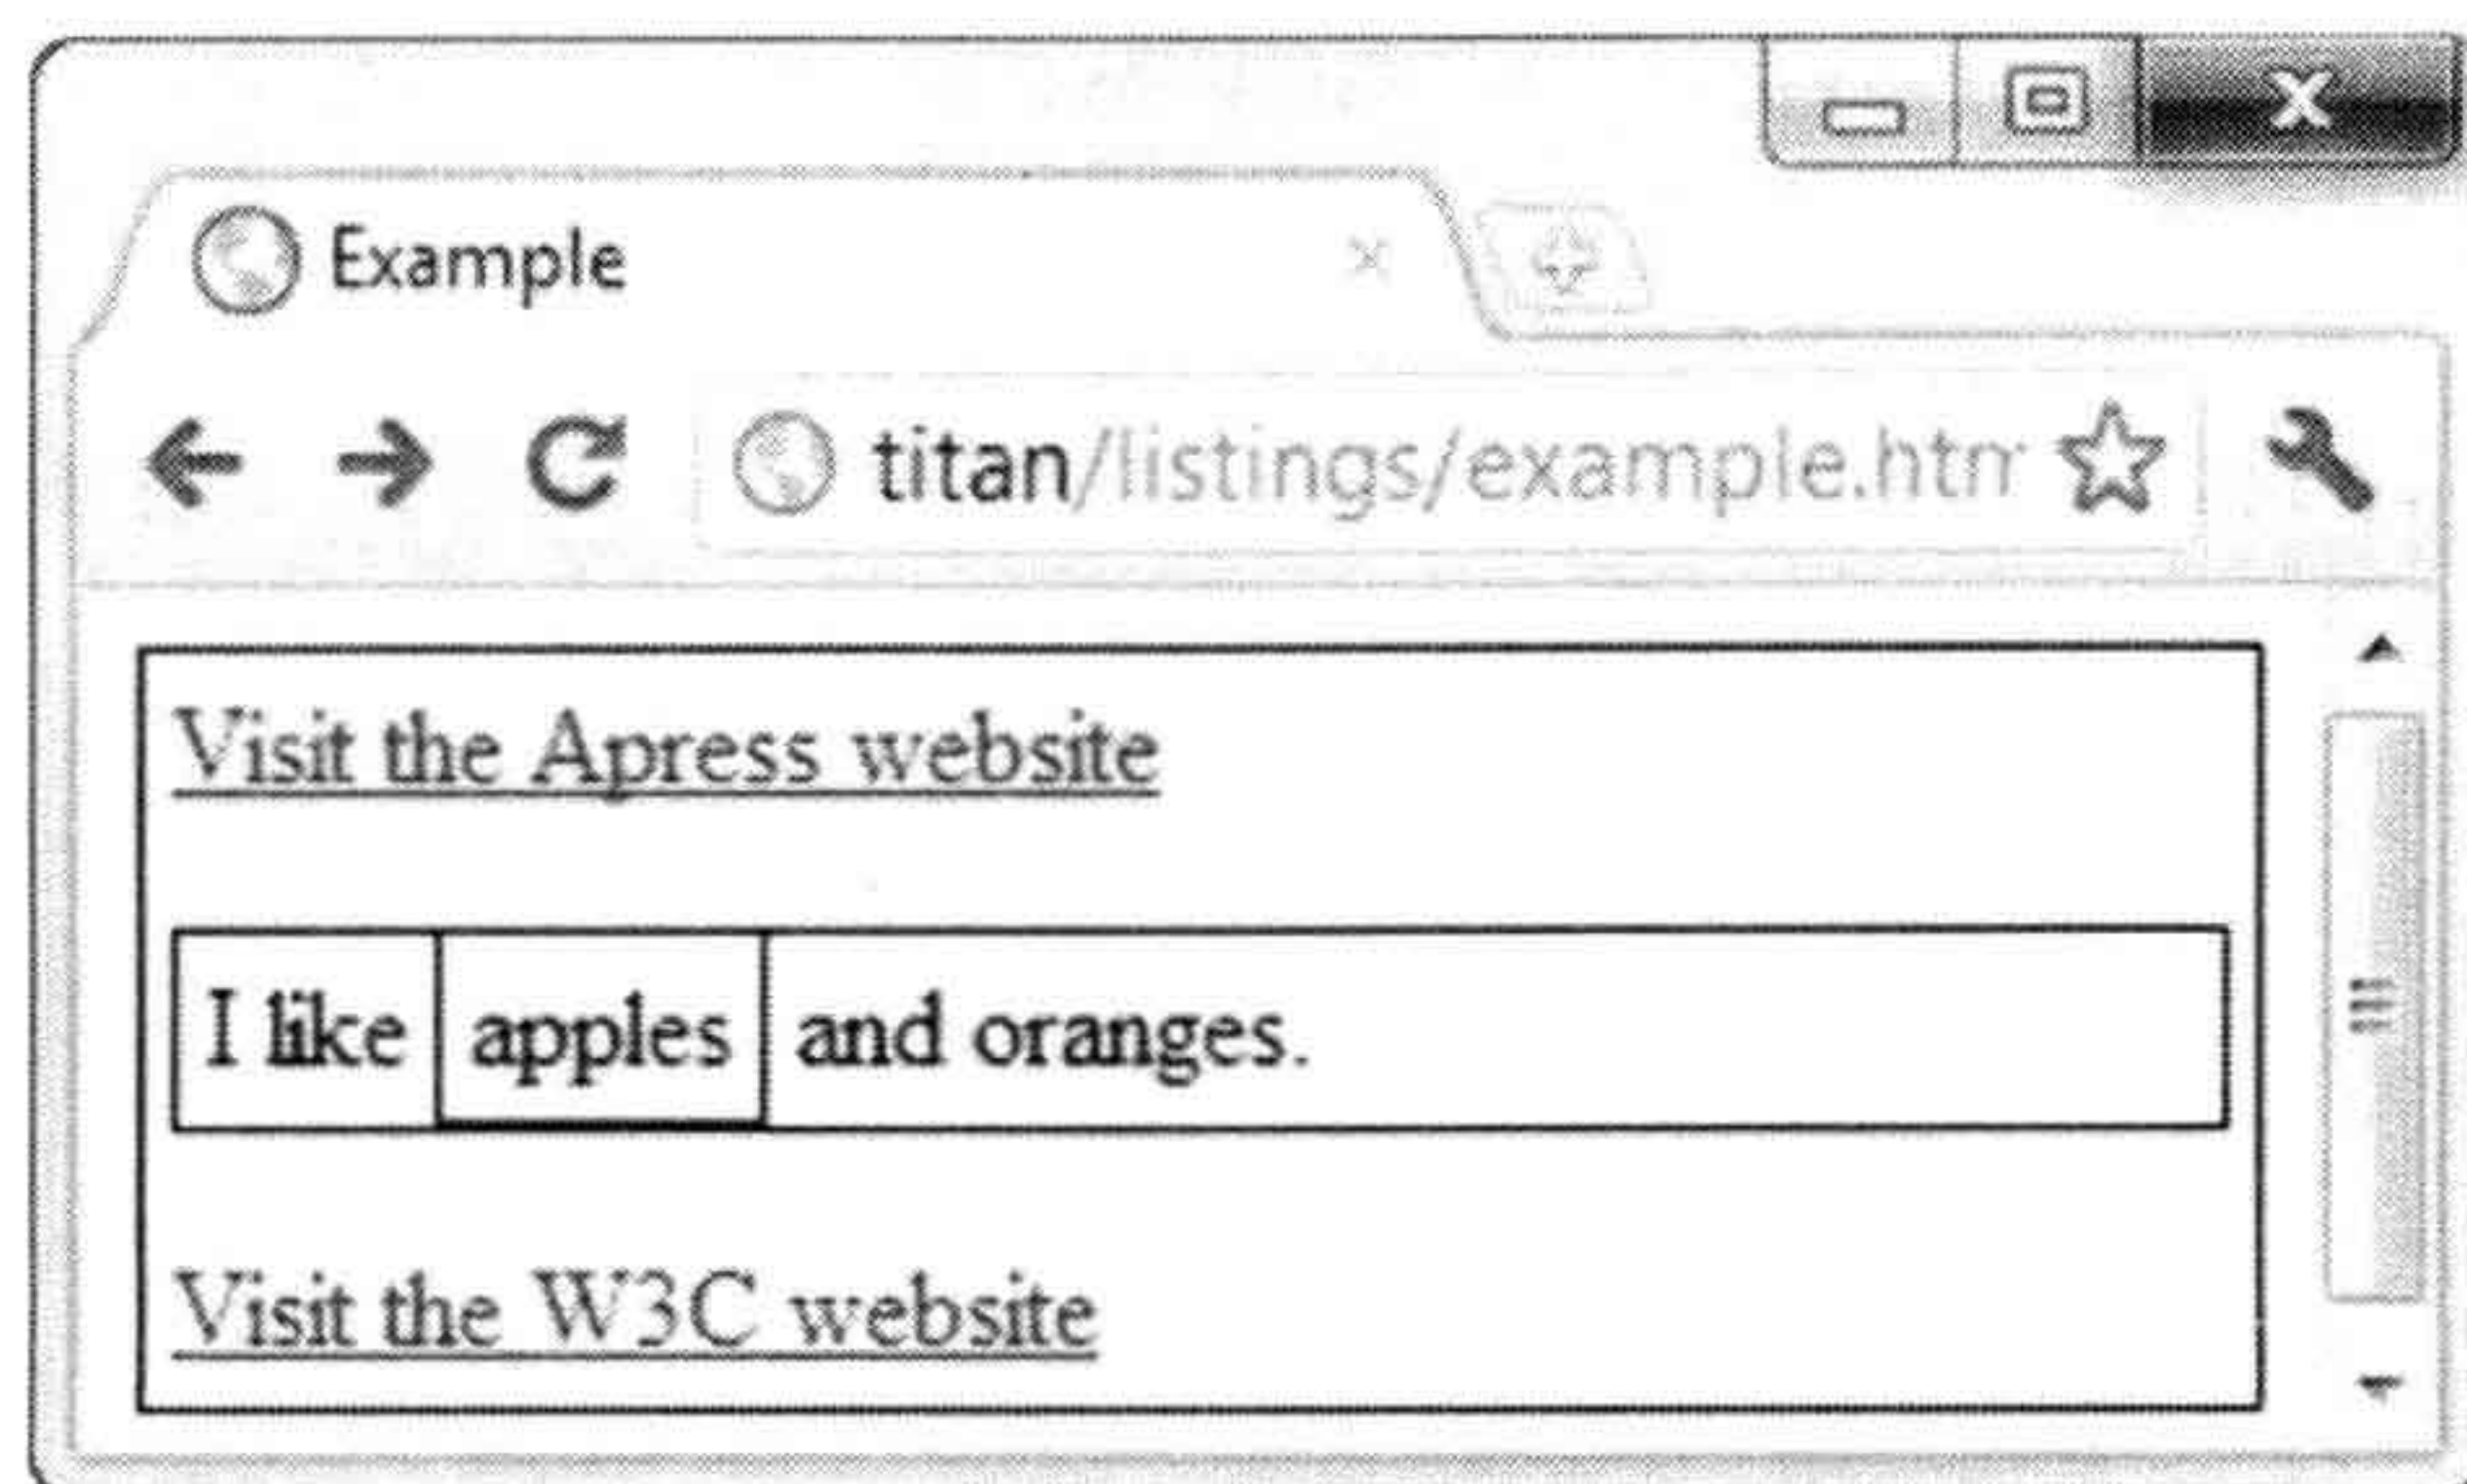 Example
titan/listings/example.htm
Visit the Apress website
I like apples and oranges.
Visit the W3C website